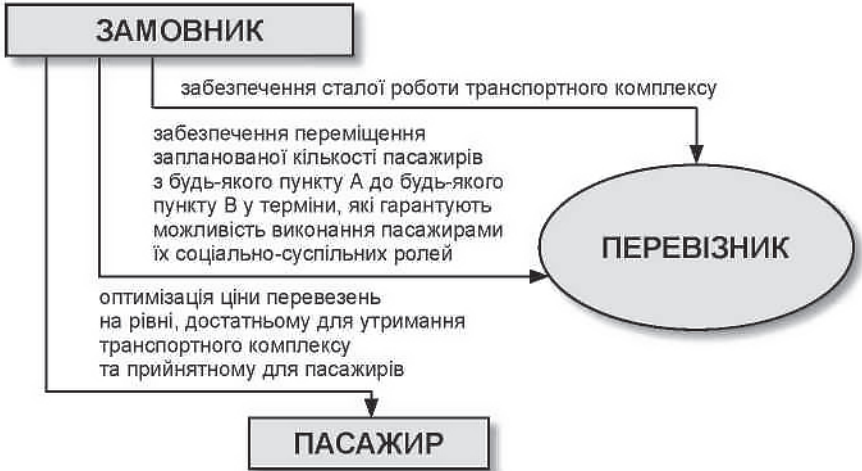 ЗАМОВНИК
забезпечення сталої роботи транспортного комплексу
забезпечення переміщення
запланованої кількості пасажирів
з будь-якого пункту А до будь-якого
пункту В у терміни, які гарантують
можливість виконання пасажирами
їх соціально-суспільних ролей
ПЕРЕВІЗНИК
оптимізація ціни перевезень
на рівні, достатньому для утримання
транспортного комплексу
та прийнятному для пасажирів
ПАСАЖИР